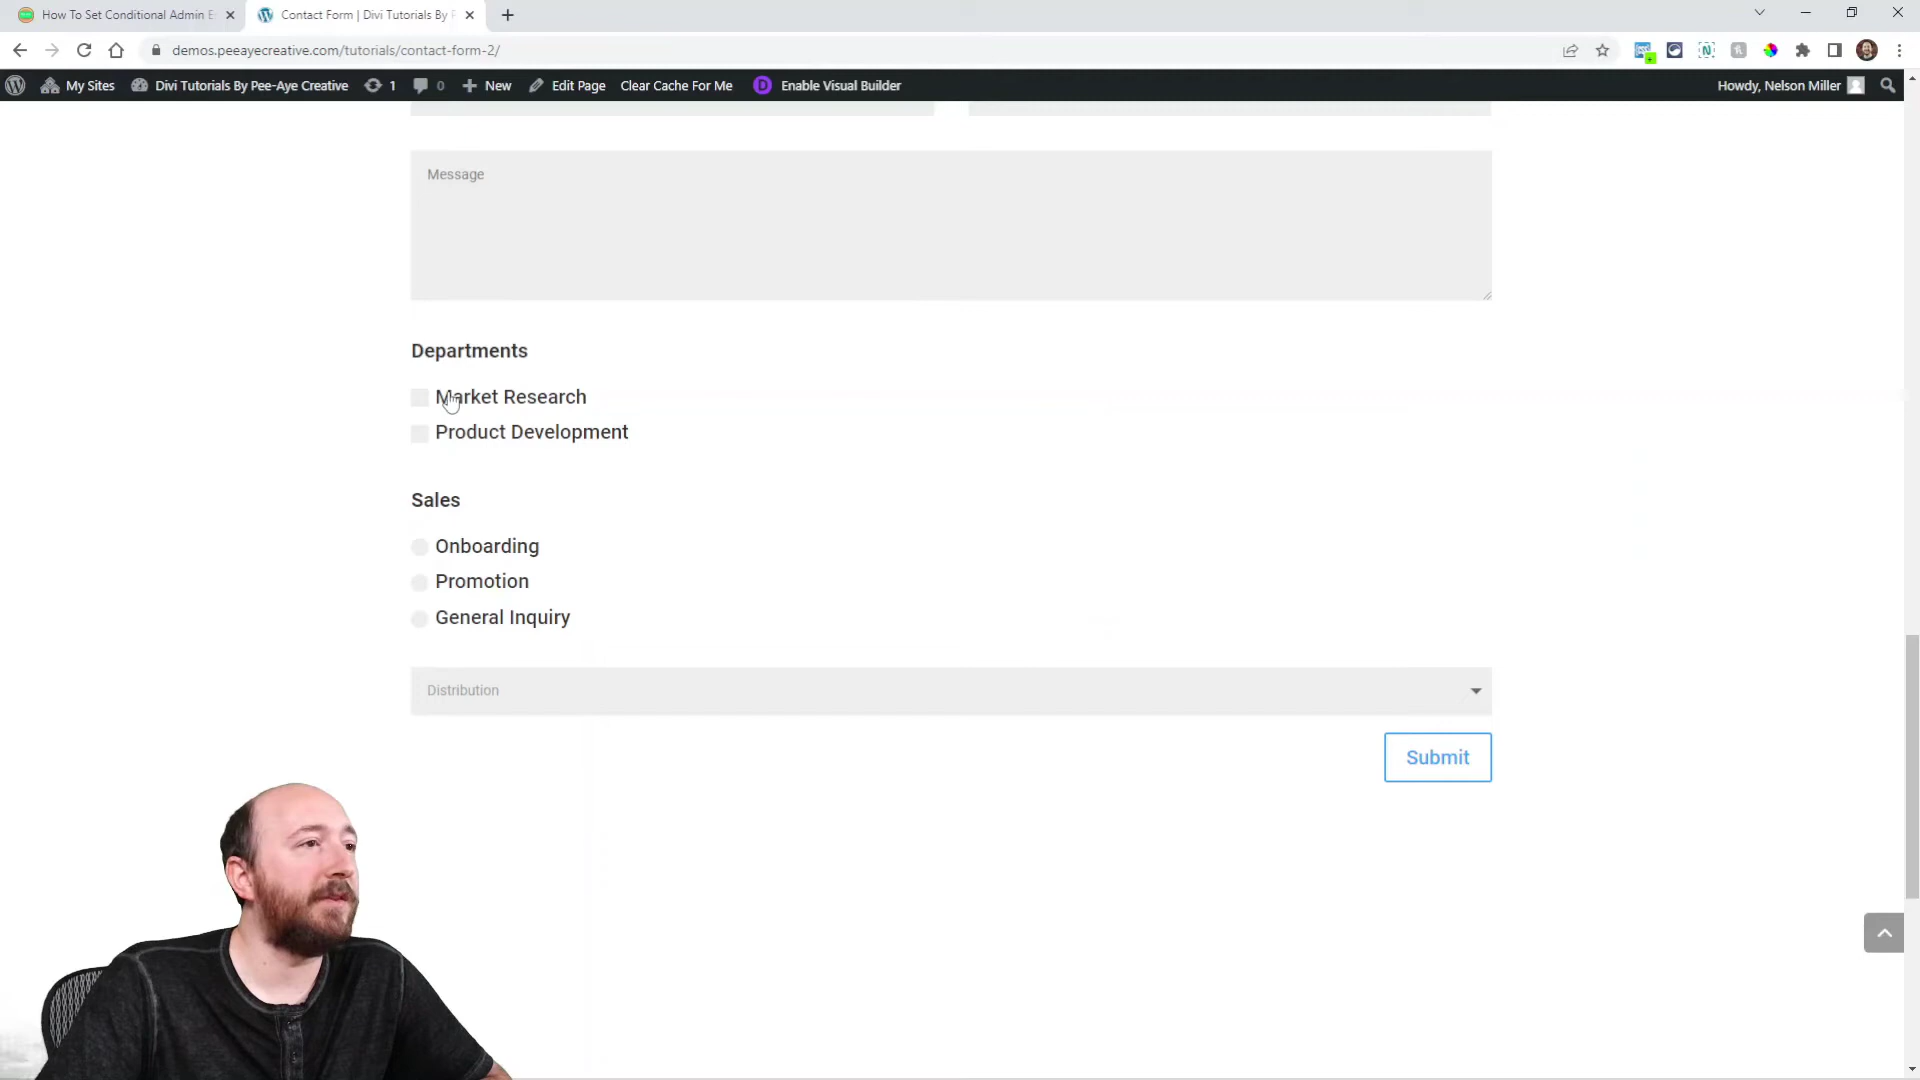 How To Set Conditional Admin E
Contact Form | Divi Tutorials By P
demos.peeayecreative.com/tutorials/contact-form-2/
My Sites Divi Tutorials By Pee-Aye Creative 1 0 New Edit Page Clear Cache For Me D Enable Visual Builder Howdy, Nelson Miller
Message
Departments
Market Research
Product Development
Sales
Onboarding
Promotion
General Inquiry
Distribution
Submit